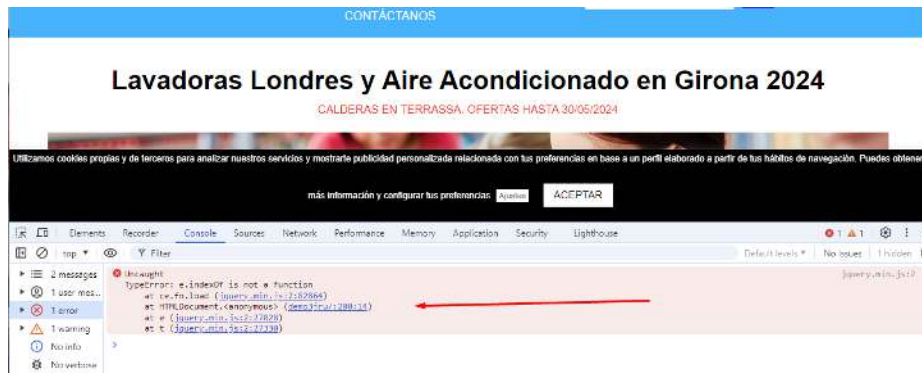 CONTÁCTANOS
Lavadoras Londres y Aire Acondicionado en Girona 2024
CALDERAS EN TERRASSA. OFERTAS HASTA 30/05/2024
Utilizamos cookies propias y de terceros para analizar nuestros servicios y mostrarte publicidad personalizada relacionada con tus preferencias en base a un perfil elaborado a partir de tus hábitos de navegación. Puedes obtener
más información y configurar tus preferencias Ajustes ACEPTAR
Elements Recorder Console Sources Network Performance Memory Application Security Lighthouse 1 1
top Filter Default levels No Issues 1 hidden
2 messages Uncaught jquery.min.js:2
TypeError: e.indexOf is not a function
1 user mes... at ce.fn.load (jquery.min.js:2:82864)
1 error at HTMLDocument.<anonymous> (demo3jru/:280:14)
at e (jquery.min.js:2:27028)
1 warning at t (jquery.min.js:2:27330)
No info
No verbose